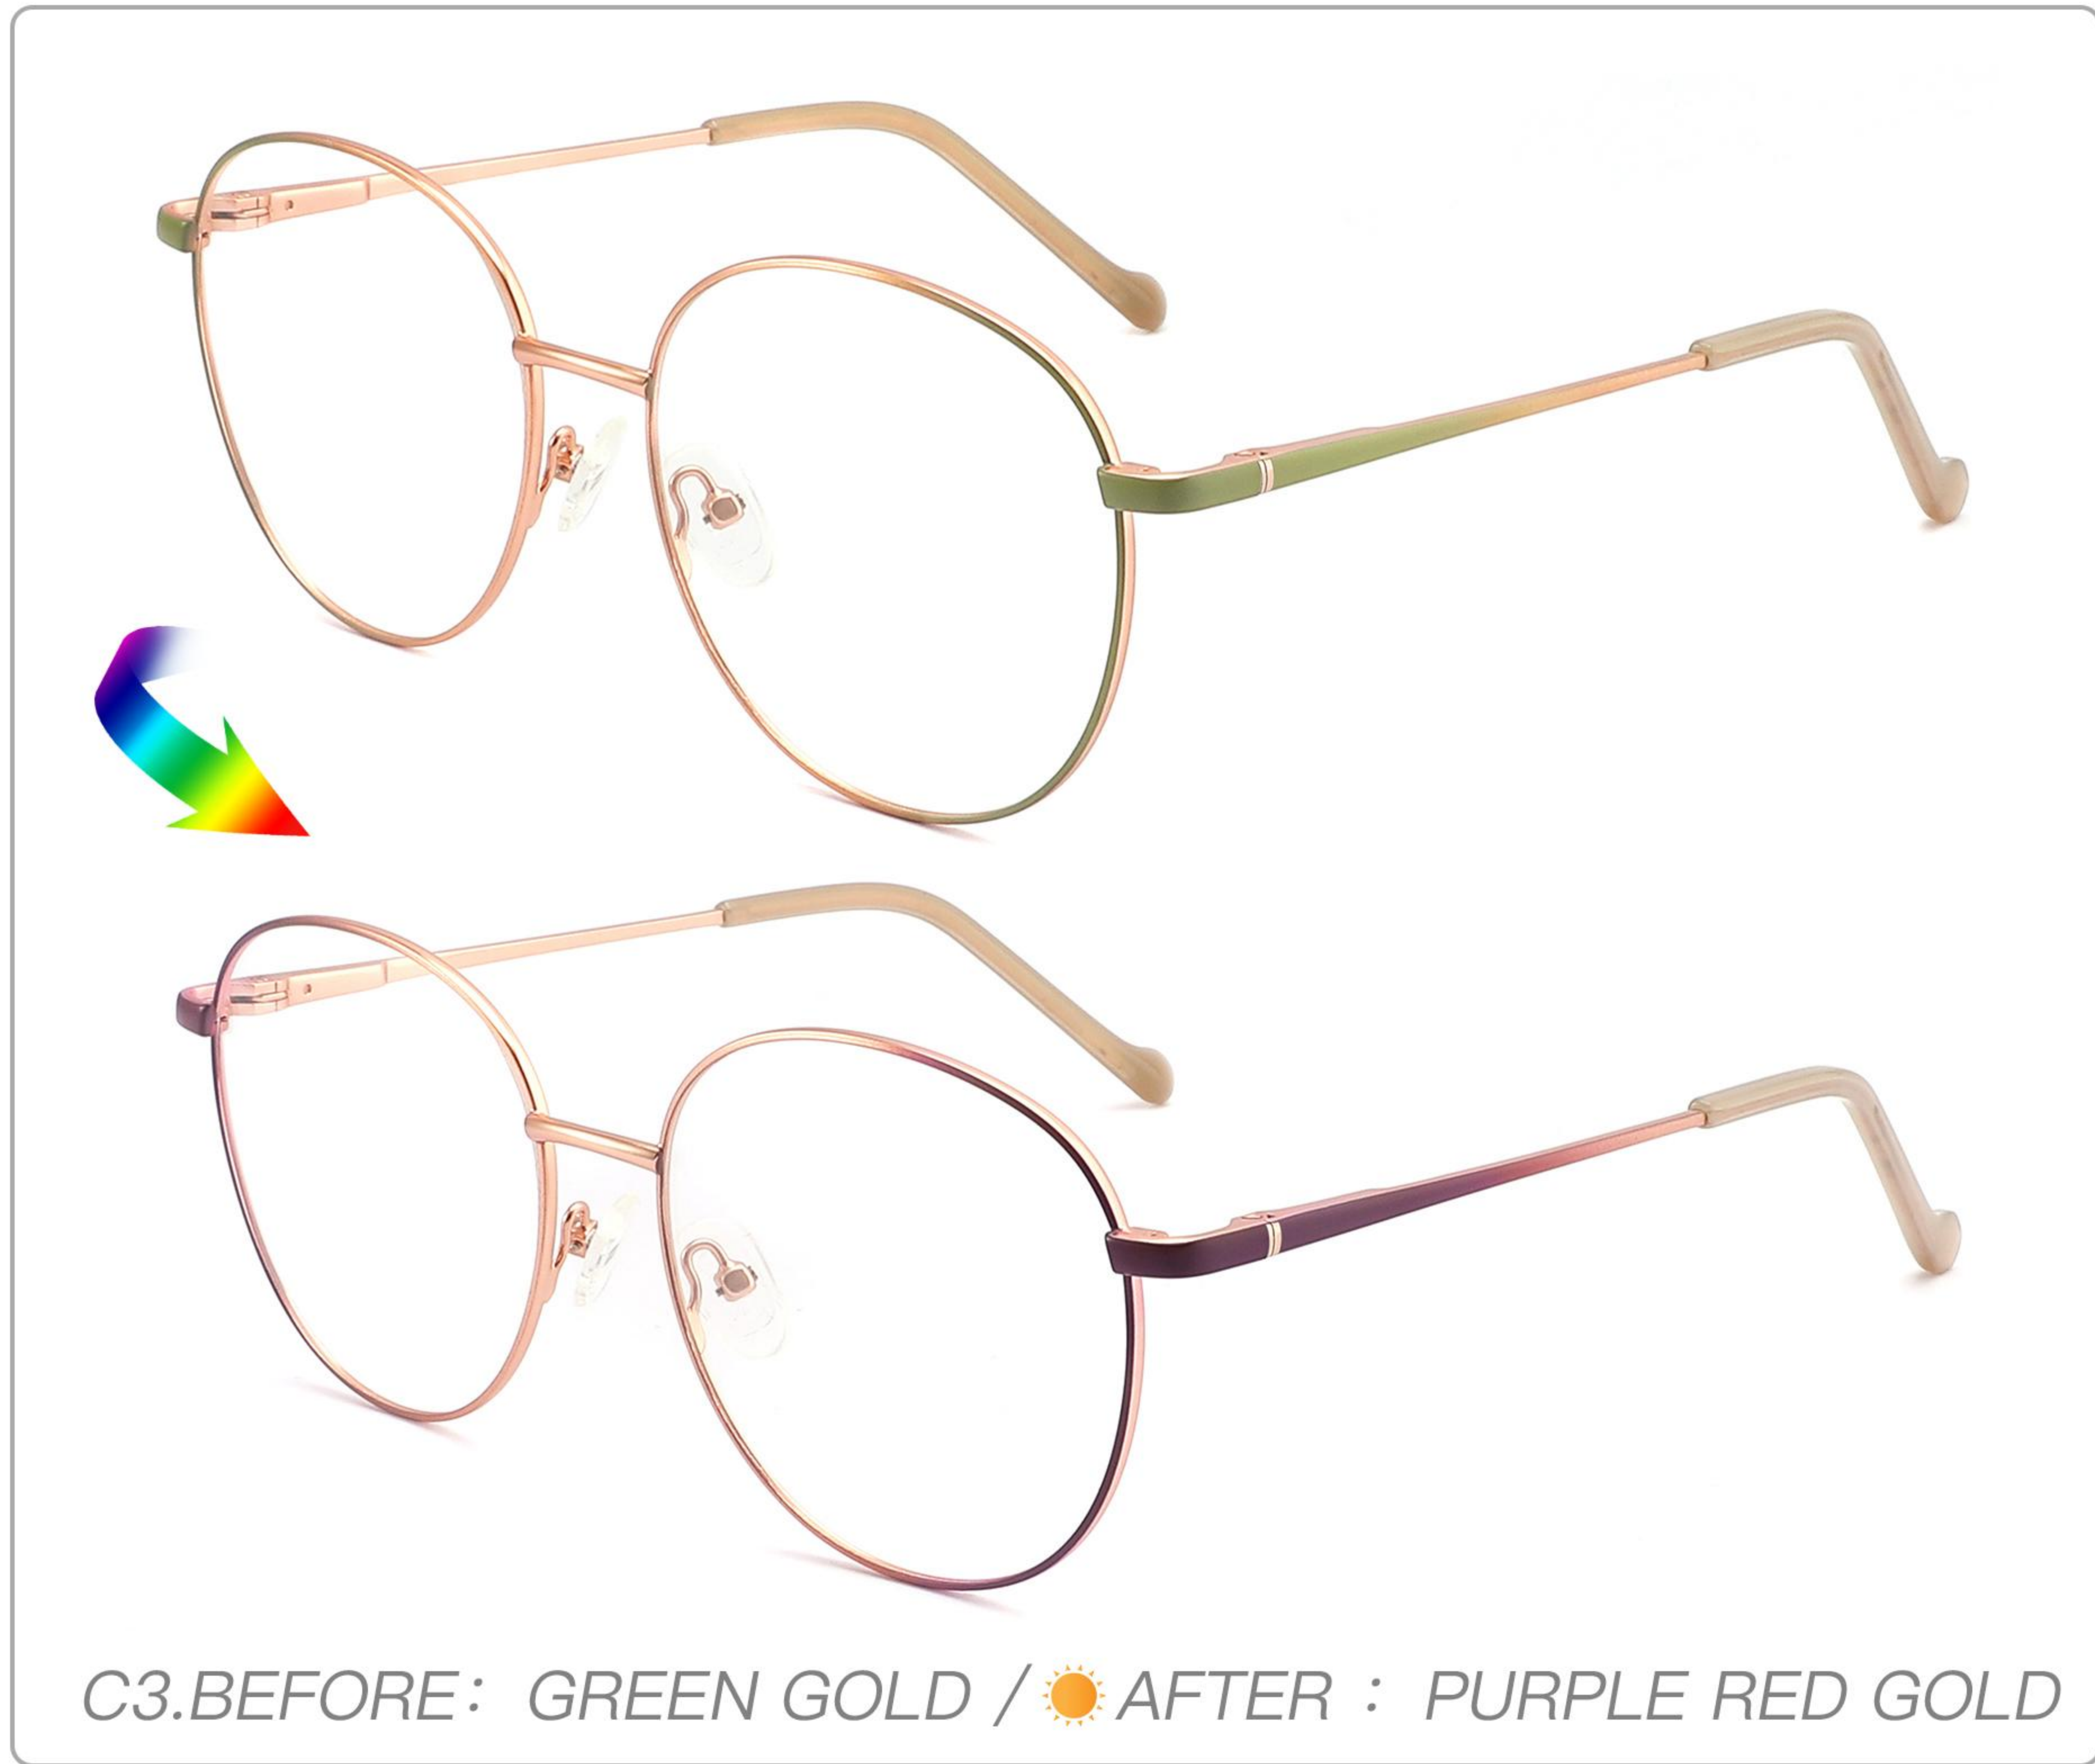 C3.BEFORE： GREEN GOLD / AFTER ： PURPLE RED GOLD